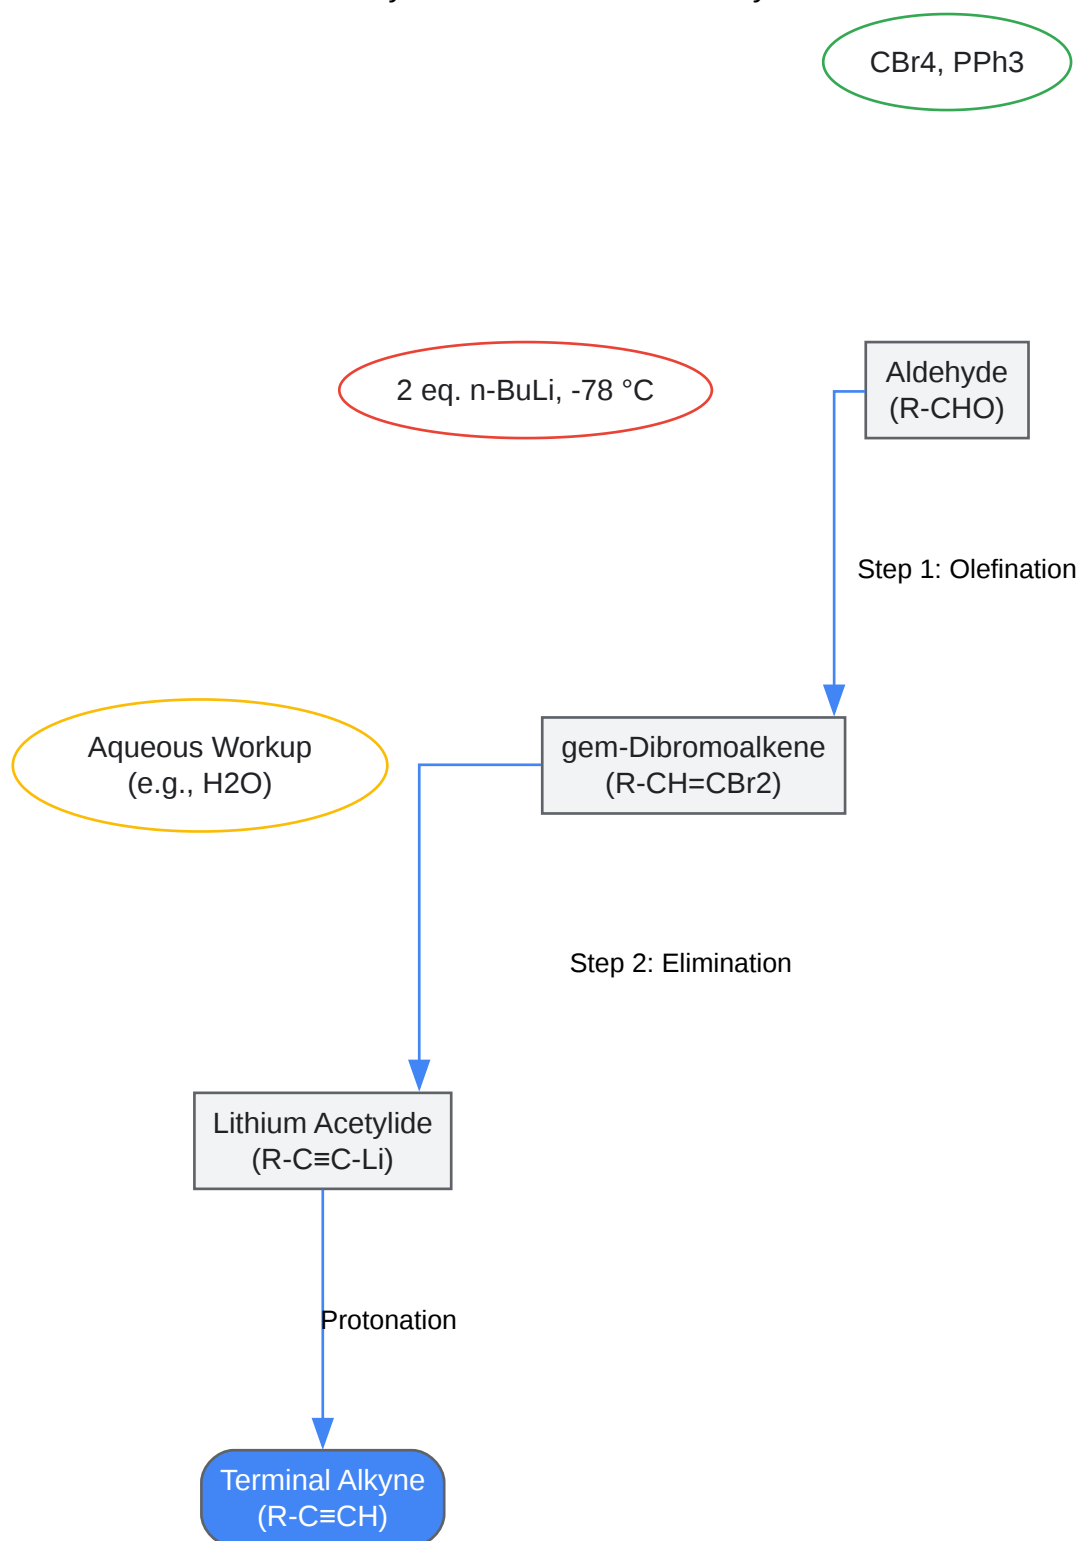 CBr4, PPh3
2 eq. n-BuLi, -78 °C
Aldehyde
(R-CHO)
Step 1: Olefination
Aqueous Workup
(e.g., H2O)
gem-Dibromoalkene
(R-CH=CBr2)
Step 2: Elimination
Lithium Acetylide
(R-C≡C-Li)
Protonation
Terminal Alkyne
(R-C≡CH)